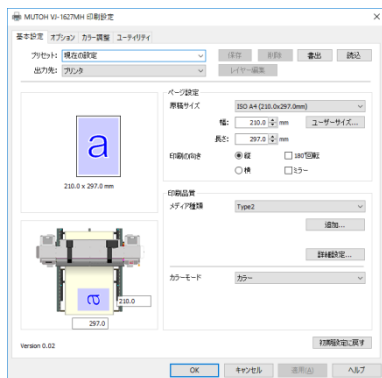 MUTOH VJ-1627MH 印刷設定
基本設定 オプション カラー調整 ユーティリティ
プリセット: 現在の設定 保存 削除 書出 読込
出力先: プリンタ レイヤー編集
a
210.0 x 297.0 mm
a
210.0
297.0
Version 0.02
ページ設定
原稿サイズ ISO A4 (210.0x297.0mm)
幅: 210.0 mm ユーザーサイズ...
長さ: 297.0 mm
印刷の向き 縦 180°回転
横 ミラー
印刷品質
メディア種類 Type2
追加...
詳細設定...
カラーモード カラー
初期設定に戻す
OK キャンセル 適用(A) ヘルプ